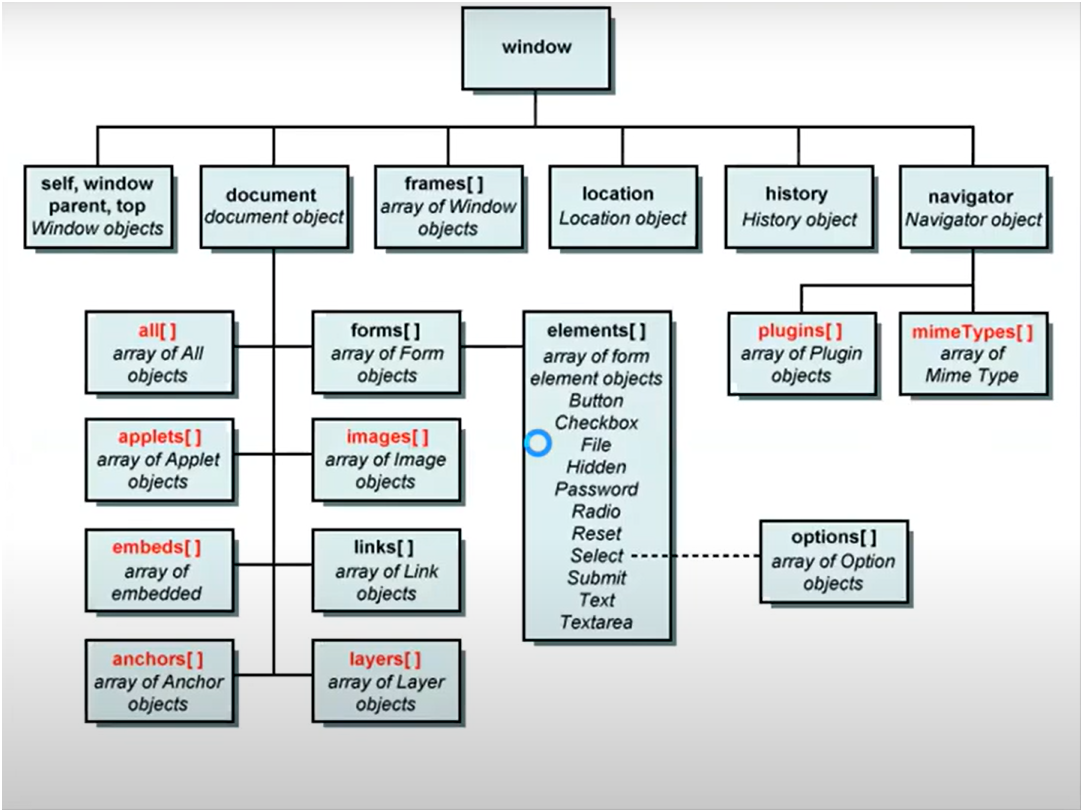 window
self, window
parent, top
Window objects
document
document object
frames[ ]
array of Window
objects
location
Location object
history
History object
navigator
Navigator object
all[ ]
array of All
objects
forms[ ]
array of Form
objects
elements[ ]
array of form
element objects
Button
Checkbox
File
Hidden
Password
Radio
Reset
Select
Submit
Text
Textarea
plugins[ ]
array of Plugin
objects
mimeTypes[ ]
array of
Mime Type
applets[ ]
array of Applet
objects
images[ ]
array of Image
objects
embeds[ ]
array of
embedded
links[ ]
array of Link
objects
options[ ]
array of Option
objects
anchors[ ]
array of Anchor
objects
layers[ ]
array of Layer
objects